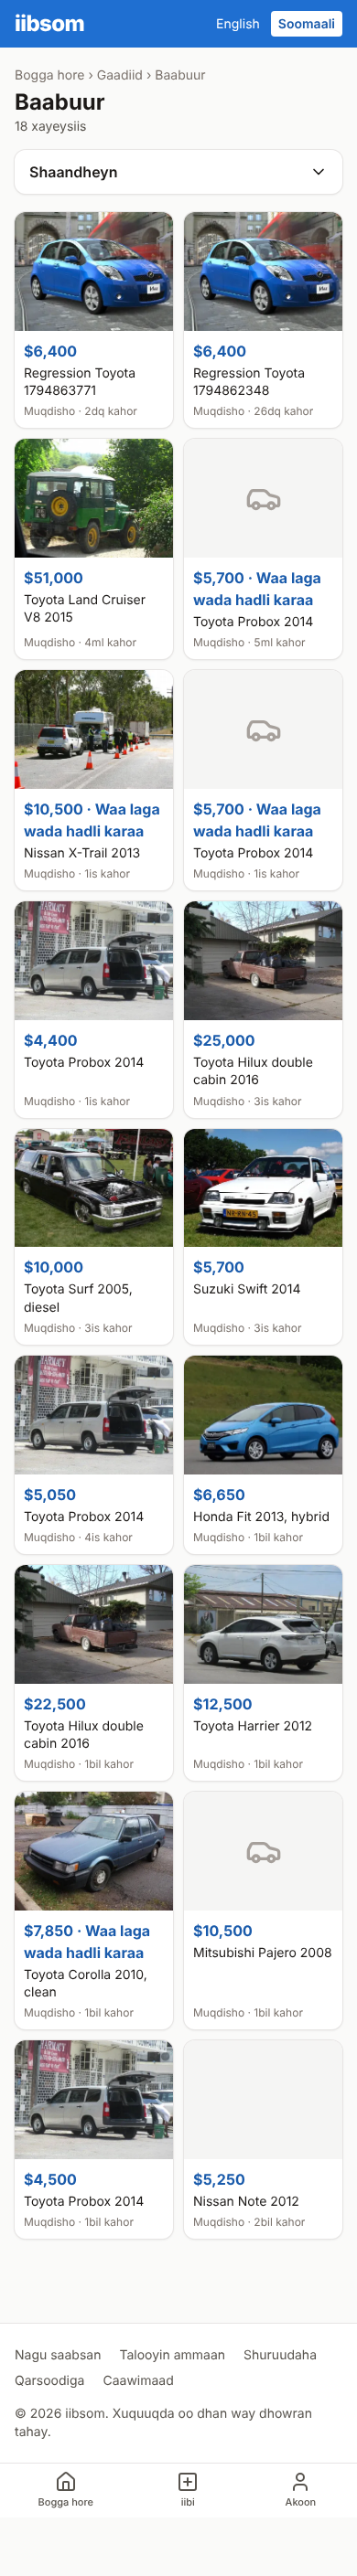 iibsom
English
Soomaali
Bogga hore › Gaadiid › Baabuur
Baabuur
18 xayeysiis
Shaandheyn
$6,400
Regression Toyota
1794863771
Muqdisho · 2dq kahor
$6,400
Regression Toyota
1794862348
Muqdisho · 26dq kahor
$51,000
Toyota Land Cruiser
V8 2015
Muqdisho · 4ml kahor
$5,700 · Waa laga
wada hadli karaa
Toyota Probox 2014
Muqdisho · 5ml kahor
$10,500 · Waa laga
wada hadli karaa
Nissan X-Trail 2013
Muqdisho · 1is kahor
$5,700 · Waa laga
wada hadli karaa
Toyota Probox 2014
Muqdisho · 1is kahor
$4,400
Toyota Probox 2014
Muqdisho · 1is kahor
$25,000
Toyota Hilux double
cabin 2016
Muqdisho · 3is kahor
$10,000
Toyota Surf 2005,
diesel
Muqdisho · 3is kahor
$5,700
Suzuki Swift 2014
Muqdisho · 3is kahor
$5,050
Toyota Probox 2014
Muqdisho · 4is kahor
$6,650
Honda Fit 2013, hybrid
Muqdisho · 1bil kahor
$22,500
Toyota Hilux double
cabin 2016
Muqdisho · 1bil kahor
$12,500
Toyota Harrier 2012
Muqdisho · 1bil kahor
$7,850 · Waa laga
wada hadli karaa
Toyota Corolla 2010,
clean
Muqdisho · 1bil kahor
$10,500
Mitsubishi Pajero 2008
Muqdisho · 1bil kahor
$4,500
Toyota Probox 2014
Muqdisho · 1bil kahor
$5,250
Nissan Note 2012
Muqdisho · 2bil kahor
Nagu saabsan
Talooyin ammaan
Shuruudaha
Qarsoodiga
Caawimaad
© 2026 iibsom. Xuquuqda oo dhan way dhowran
tahay.
Bogga hore
iibi
Akoon